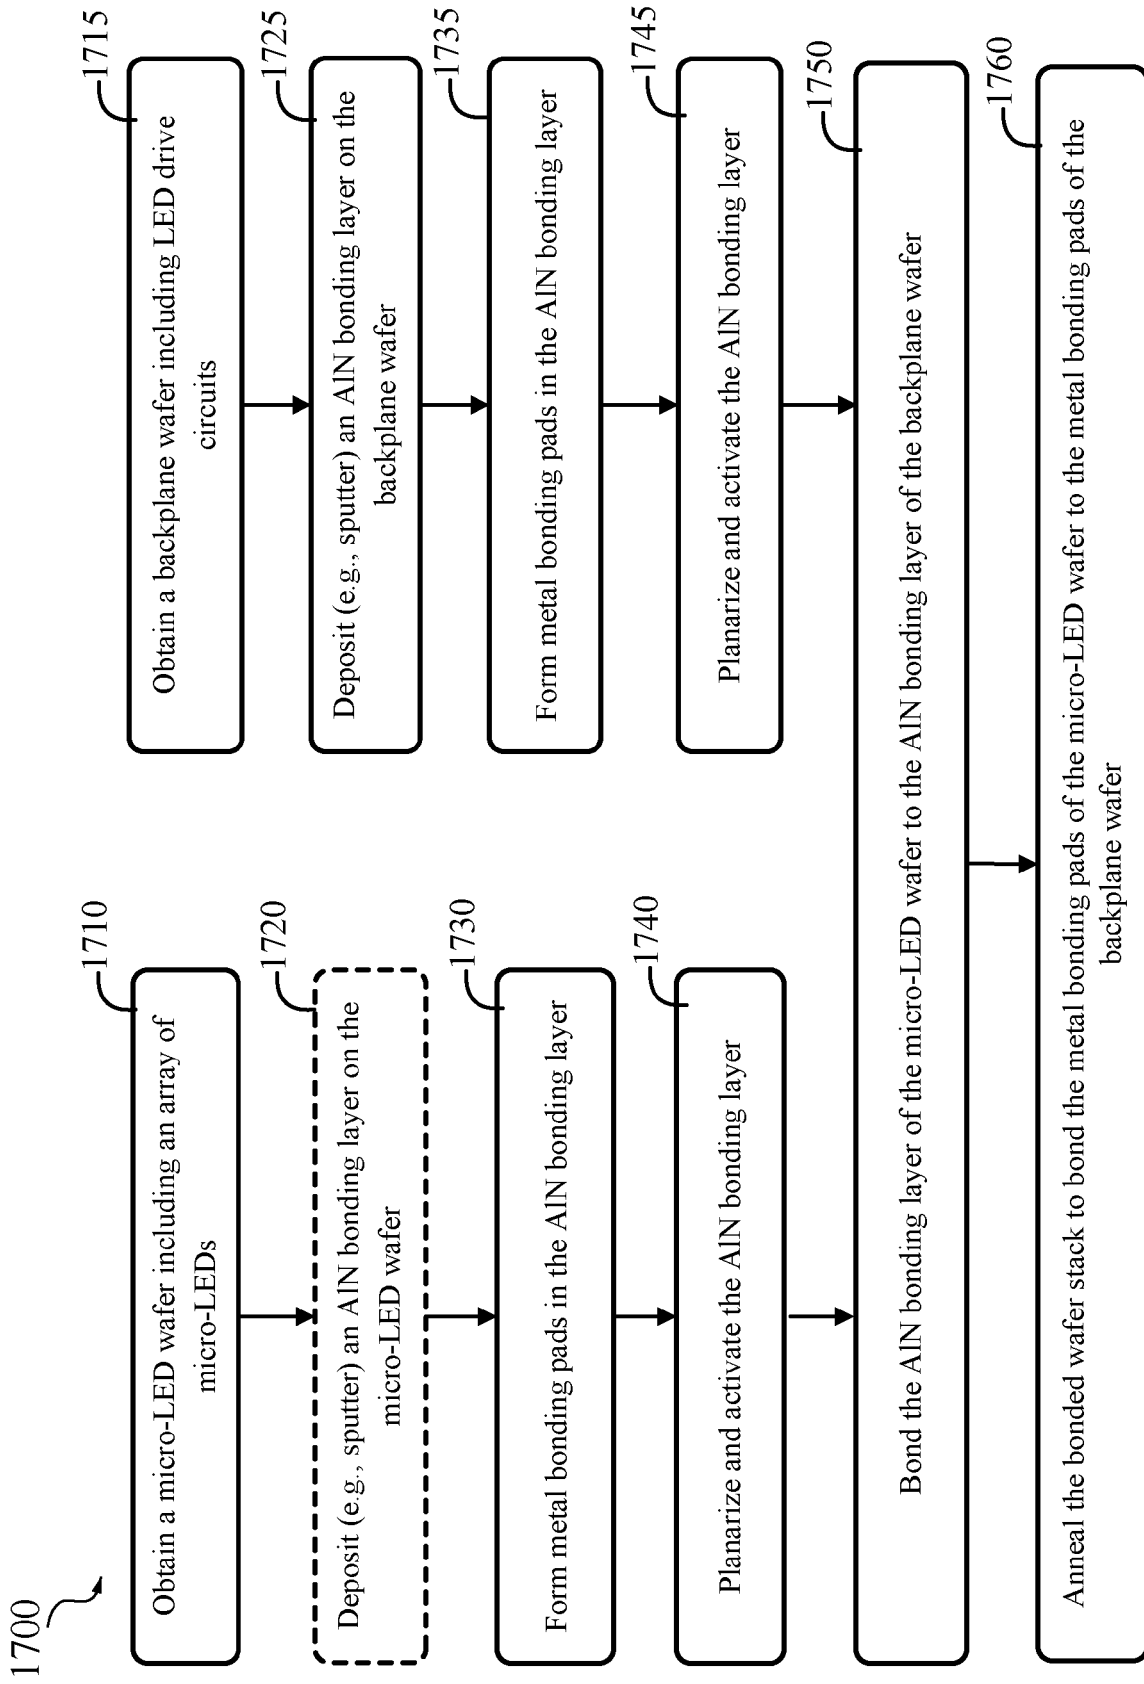 1700
1710
Obtain a micro-LED wafer including an array of
micro-LEDs
1720
Deposit (e.g., sputter) an AlN bonding layer on the
micro-LED wafer
1730
Form metal bonding pads in the AlN bonding layer
1740
Planarize and activate the AlN bonding layer
1715
Obtain a backplane wafer including LED drive
circuits
1725
Deposit (e.g., sputter) an AlN bonding layer on the
backplane wafer
1735
Form metal bonding pads in the AlN bonding layer
1745
Planarize and activate the AlN bonding layer
1750
Bond the AlN bonding layer of the micro-LED wafer to the AlN bonding layer of the backplane wafer
1760
Anneal the bonded wafer stack to bond the metal bonding pads of the micro-LED wafer to the metal bonding pads of the
backplane wafer